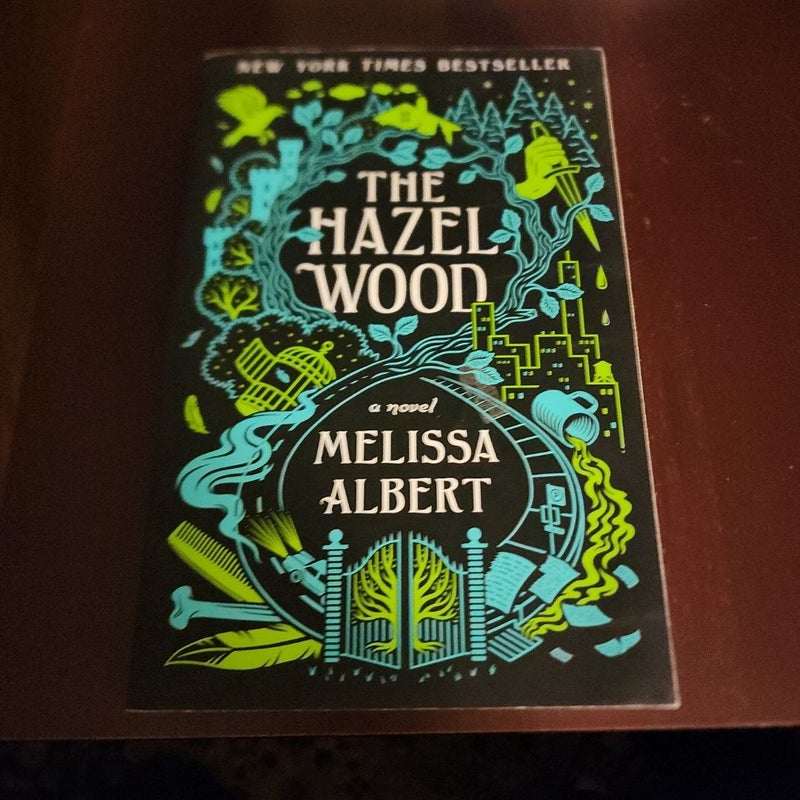 NEW YORK TIMES BESTSELLER
THE
HAZEL
WOOD
a novel
MELISSA
ALBERT